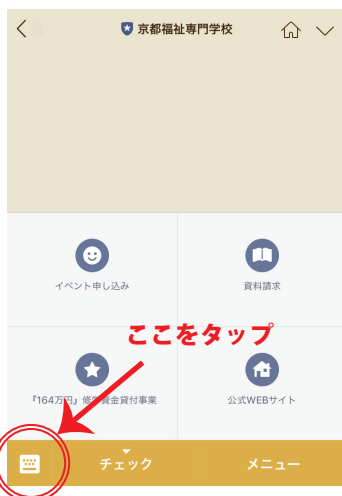 京都福祉専門学校
イベント申し込み
資料請求
ここをタップ
『164万円』修学資金貸付事業
公式WEBサイト
チェック
メニュー